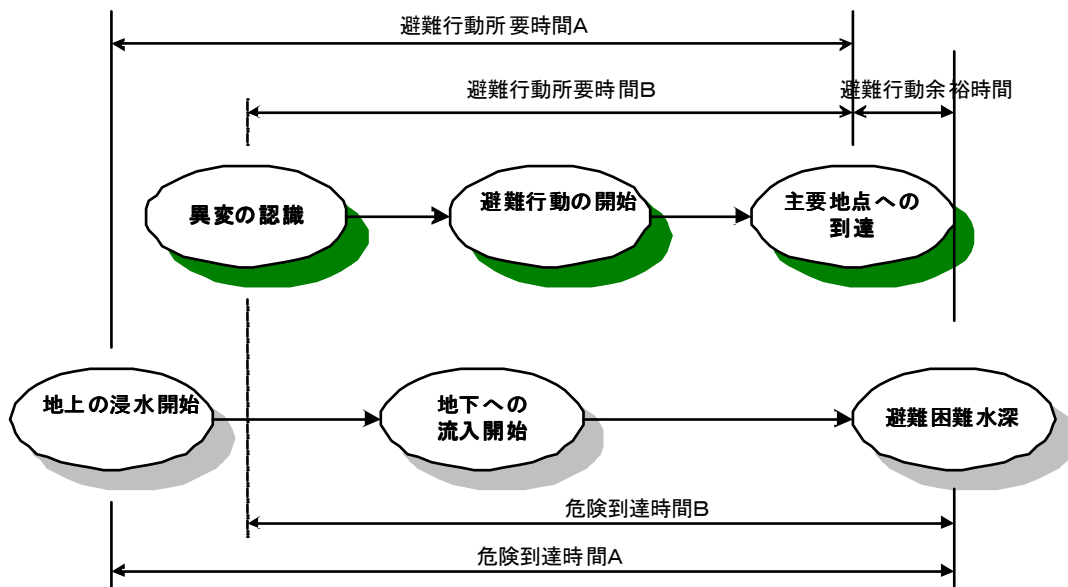 避難行動所要時間A
避難行動所要時間B
避難行動余裕時間
異変の認識
避難行動の開始
主要地点への
到達
地上の浸水開始
地下への
流入開始
避難困難水深
危険到達時間B
危険到達時間A